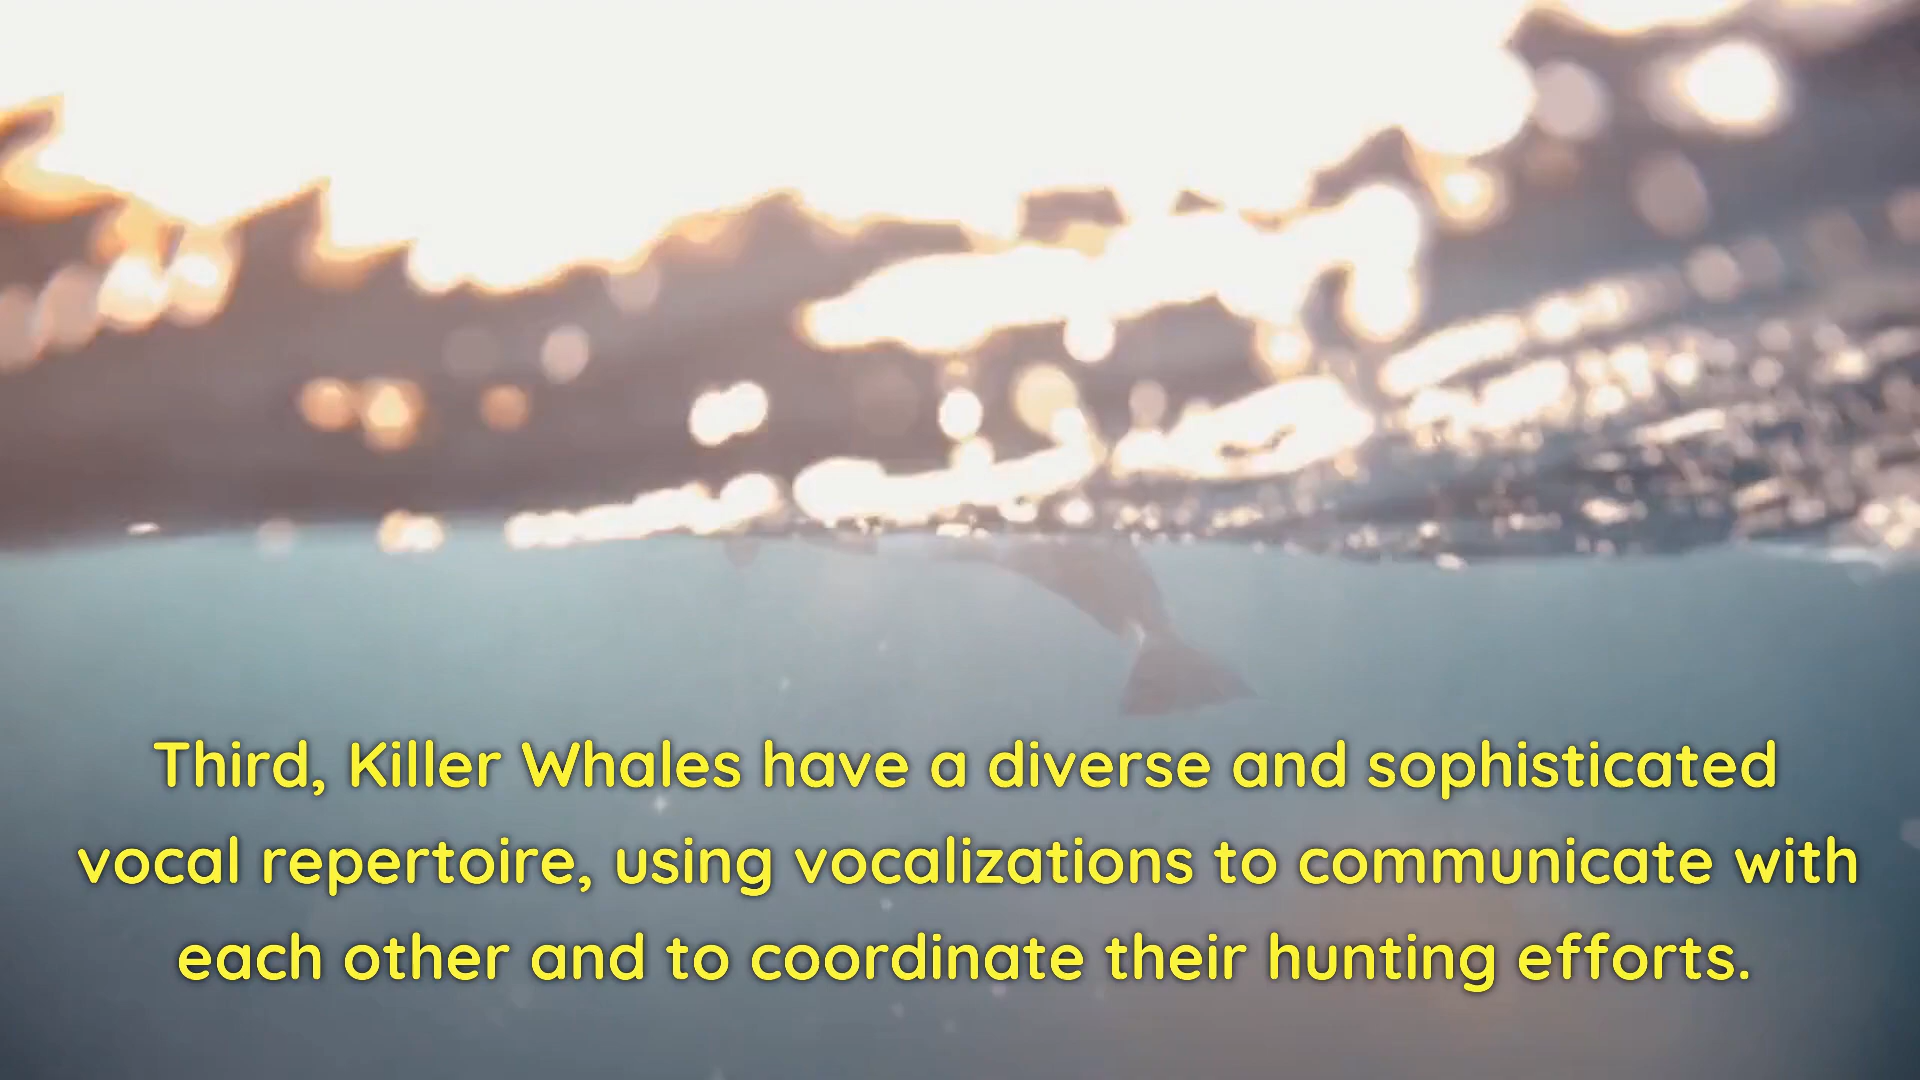 Third, Killer Whales have a diverse and sophisticated
vocal repertoire, using vocalizations to communicate with
each other and to coordinate their hunting efforts.